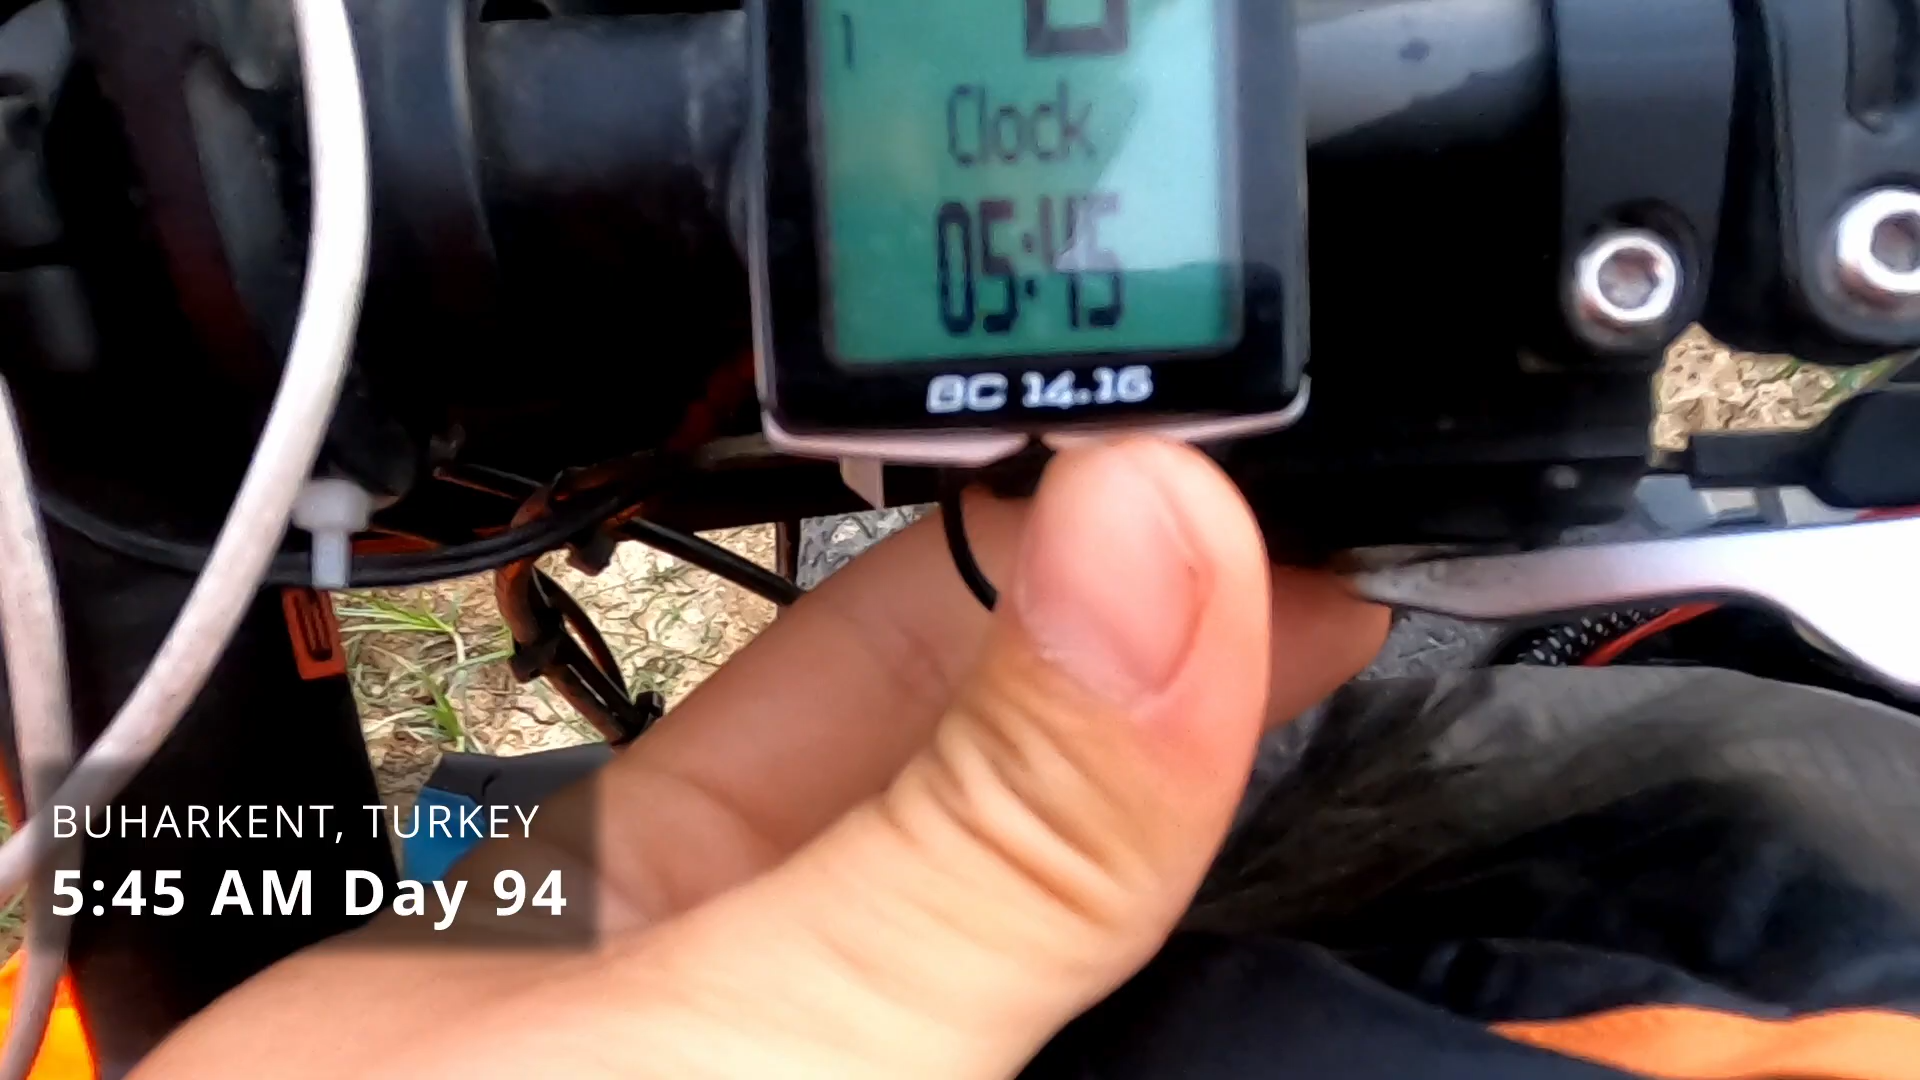 Clock
05:45
BC 14.16
BUHARKENT, TURKEY
5:45 AM Day 94